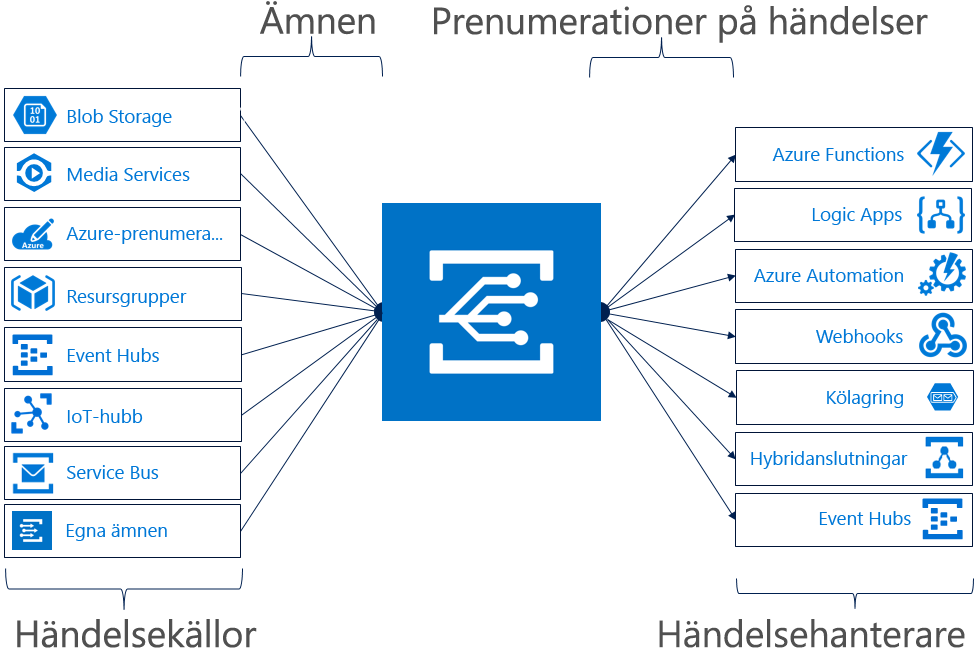 Ämnen
Prenumerationer på händelser
Blob Storage
Media Services
Azure
Azure-prenumera...
Resursgrupper
Event Hubs
IoT-hubb
Service Bus
Egna ämnen
Azure Functions
Logic Apps
Azure Automation
Webhooks
Kölagring
Hybridanslutningar
Event Hubs
Händelsekällor
Händelsehanterare
10
01